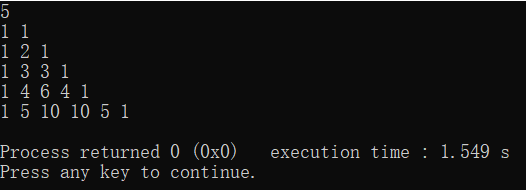 5
1 1
1 2 1
1 3 3 1
1 4 6 4 1
1 5 10 10 5 1
Process returned 0 (0x0)   execution time : 1.549 s
Press any key to continue.